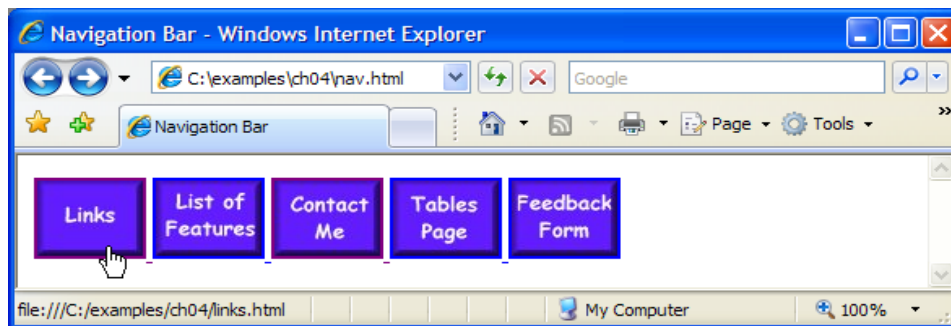 Navigation Bar - Windows Internet Explorer
C:\examples\ch04\nav.html Google
Navigation Bar Page Tools »
Links
List of
Features
Contact
Me
Tables
Page
Feedback
Form
file:///C:/examples/ch04/links.html My Computer 100%